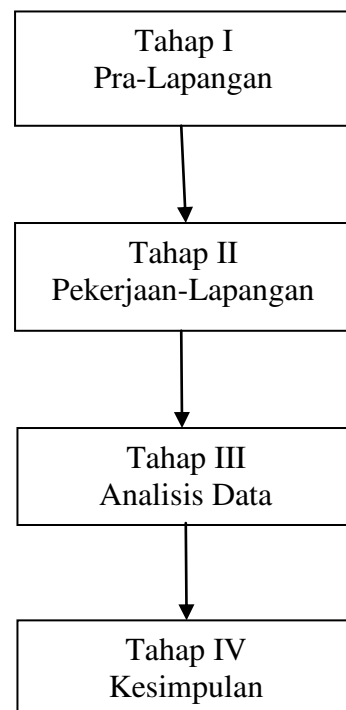 Tahap I
Pra-Lapangan
Tahap II
Pekerjaan-Lapangan
Tahap III
Analisis Data
Tahap IV
Kesimpulan